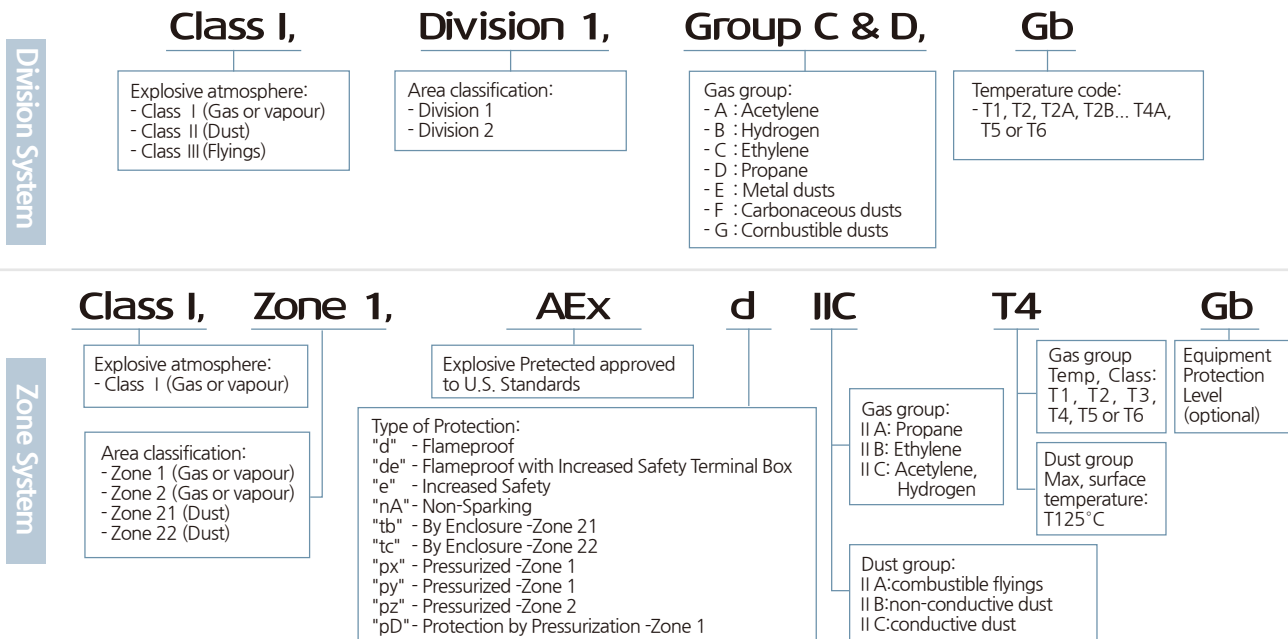 Division System
Class I, Division 1, Group C & D, Gb
Explosive atmosphere:
- Class I (Gas or vapour)
- Class II (Dust)
- Class III (Flyings)
Area classification:
- Division 1
- Division 2
Gas group:
- A : Acetylene
- B : Hydrogen
- C : Ethylene
- D : Propane
- E : Metal dusts
- F : Carbonaceous dusts
- G : Cornbustible dusts
Temperature code:
- T1, T2, T2A, T2B... T4A,
T5 or T6
Zone System
Class I, Zone 1, AEx d IIC T4 Gb
Explosive atmosphere:
- Class I (Gas or vapour)
Area classification:
- Zone 1 (Gas or vapour)
- Zone 2 (Gas or vapour)
- Zone 21 (Dust)
- Zone 22 (Dust)
Explosive Pretected approved
to U.S. Standards
Type of Protection:
"d" - Flameproof
"de" - Flameproof with Increased Safety Terminal Box
"e" - Increased Safety
"nA" - Non-Sparking
"tb" - By Enclosure -Zone 21
"tc" - By Enclosure -Zone 22
"px" - Pressurized -Zone 1
"py" - Pressurized -Zone 1
"pz" - Pressurized -Zone 2
"pD" - Protection by Pressurization -Zone 1
Gas group:
II A: Propane
II B: Ethylene
II C: Acetylene,
Hydrogen
Dust group:
II A:combustible flyings
II B:non-conductive dust
II C:conductive dust
Gas group
Temp, Class:
T1, T2, T3,
T4, T5 or T6
Dust group
Max, surface
temperature:
T125°C
Equipment
Protection
Level
(optional)